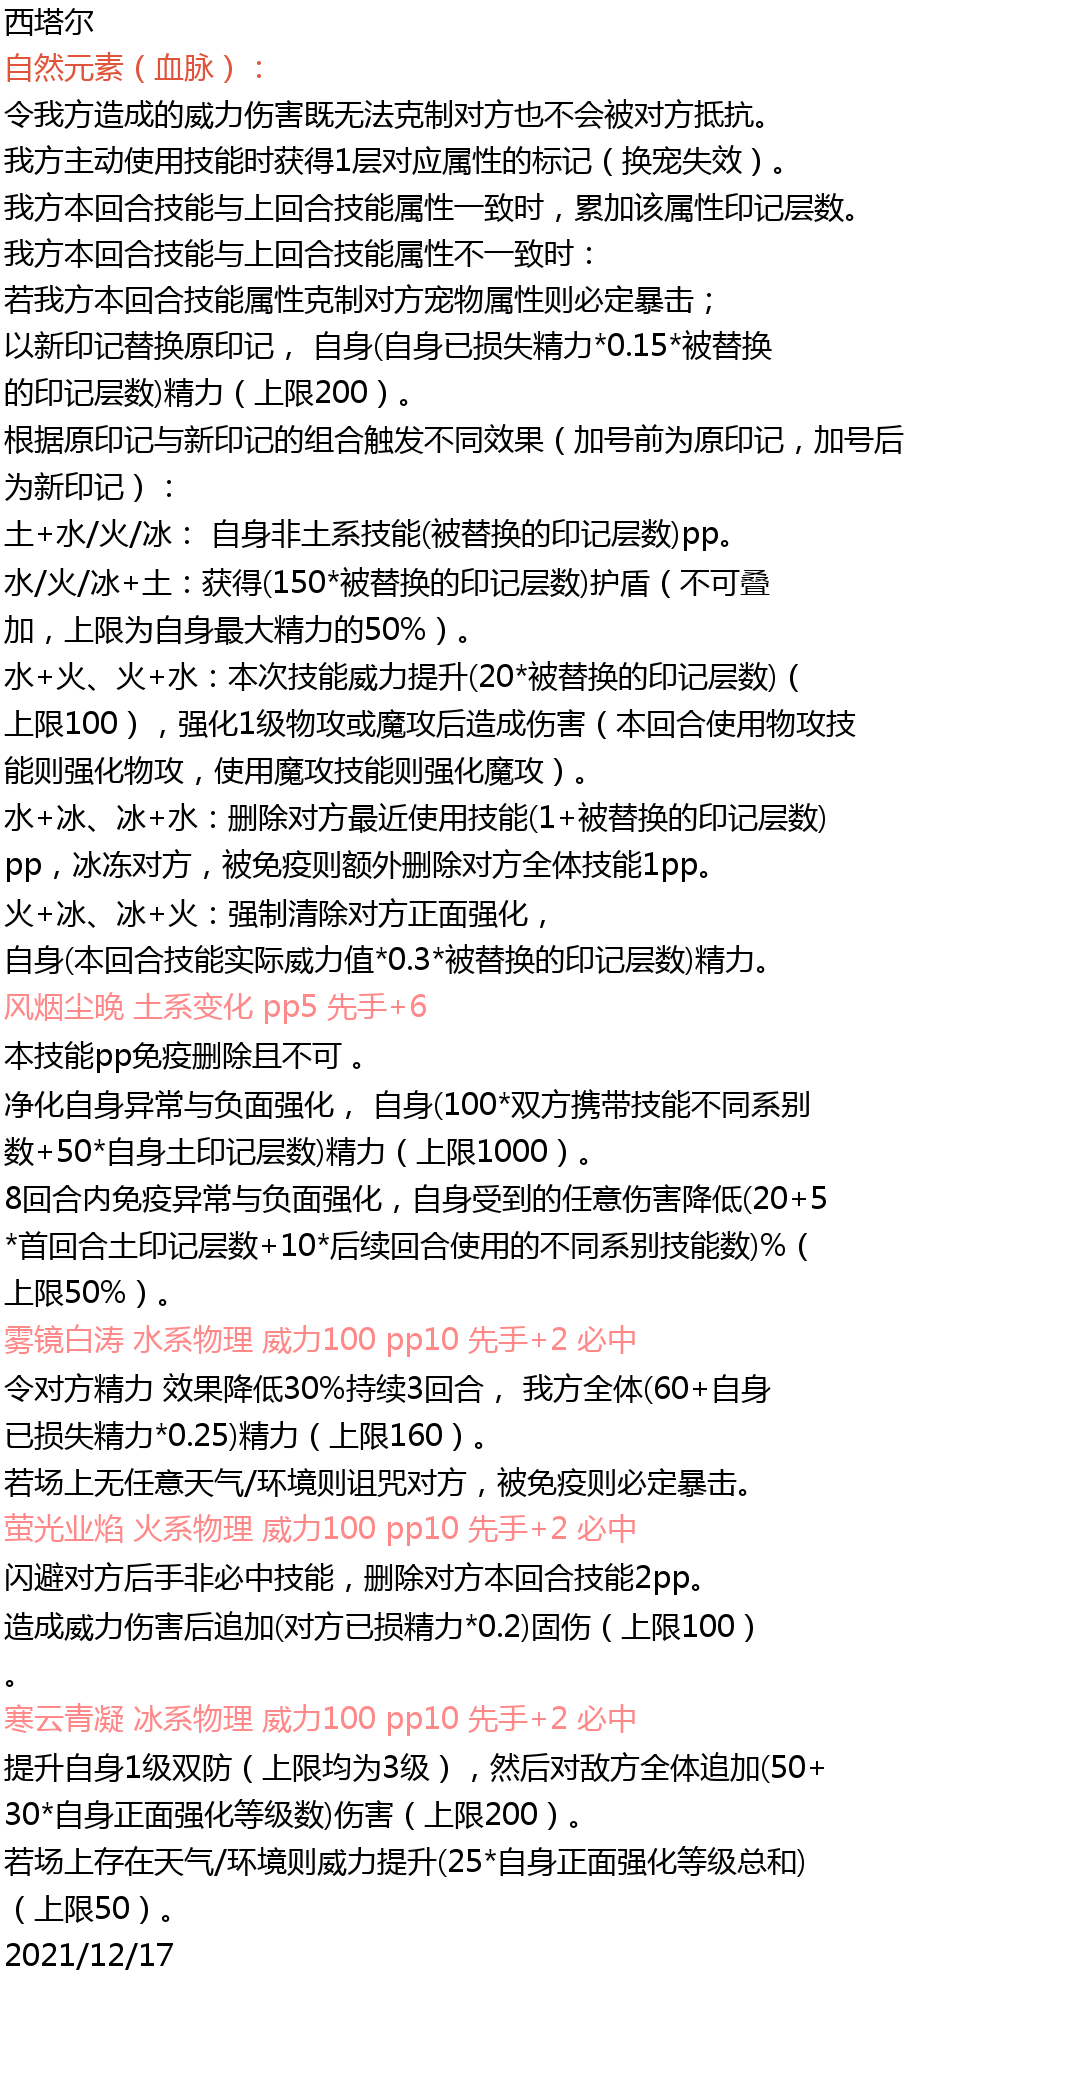 西塔尔
自然元素（血脉）：
令我方造成的威力伤害既无法克制对方也不会被对方抵抗。
我方主动使用技能时获得1层对应属性的标记（换宠失效）。
我方本回合技能与上回合技能属性一致时，累加该属性印记层数。
我方本回合技能与上回合技能属性不一致时：
若我方本回合技能属性克制对方宠物属性则必定暴击；
以新印记替换原印记， 自身(自身已损失精力*0.15*被替换
的印记层数)精力（上限200）。
根据原印记与新印记的组合触发不同效果（加号前为原印记，加号后
为新印记）：
土+水/火/冰： 自身非土系技能(被替换的印记层数)pp。
水/火/冰+土：获得(150*被替换的印记层数)护盾（不可叠
加，上限为自身最大精力的50%）。
水+火、火+水：本次技能威力提升(20*被替换的印记层数)（
上限100），强化1级物攻或魔攻后造成伤害（本回合使用物攻技
能则强化物攻，使用魔攻技能则强化魔攻）。
水+冰、冰+水：删除对方最近使用技能(1+被替换的印记层数)
pp，冰冻对方，被免疫则额外删除对方全体技能1pp。
火+冰、冰+火：强制清除对方正面强化，
自身(本回合技能实际威力值*0.3*被替换的印记层数)精力。
风烟尘晚 土系变化 pp5 先手+6
本技能pp免疫删除且不可 。
净化自身异常与负面强化， 自身(100*双方携带技能不同系别
数+50*自身土印记层数)精力（上限1000）。
8回合内免疫异常与负面强化，自身受到的任意伤害降低(20+5
*首回合土印记层数+10*后续回合使用的不同系别技能数)%（
上限50%）。
雾镜白涛 水系物理 威力100 pp10 先手+2 必中
令对方精力 效果降低30%持续3回合， 我方全体(60+自身
已损失精力*0.25)精力（上限160）。
若场上无任意天气/环境则诅咒对方，被免疫则必定暴击。
萤光业焰 火系物理 威力100 pp10 先手+2 必中
闪避对方后手非必中技能，删除对方本回合技能2pp。
造成威力伤害后追加(对方已损精力*0.2)固伤（上限100）
。
寒云青凝 冰系物理 威力100 pp10 先手+2 必中
提升自身1级双防（上限均为3级），然后对敌方全体追加(50+
30*自身正面强化等级数)伤害（上限200）。
若场上存在天气/环境则威力提升(25*自身正面强化等级总和)
（上限50）。
2021/12/17